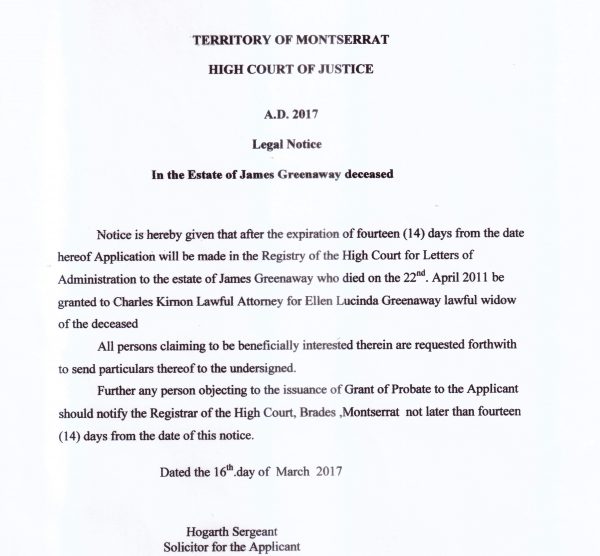 TERRITORY OF MONTSERRAT
HIGH COURT OF JUSTICE
A.D. 2017
Legal Notice
In the Estate of James Greenaway deceased
Notice is hereby given that after the expiration of fourteen (14) days from the date
hereof Application will be made in the Registry of the High Court for Letters of
Administration to the estate of James Greenaway who died on the 22nd. April 2011 be
granted to Charles Kirnon Lawful Attorney for Ellen Lucinda Greenaway lawful widow
of the deceased
All persons claiming to be beneficially interested therein are requested forthwith
to send particulars thereof to the undersigned.
Further any person objecting to the issuance of Grant of Probate to the Applicant
should notify the Registrar of the High Court, Brades ,Montserrat not later than fourteen
(14) days from the date of this notice.
Dated the 16th.day of March 2017
Hogarth Sergeant
Solicitor for the Applicant